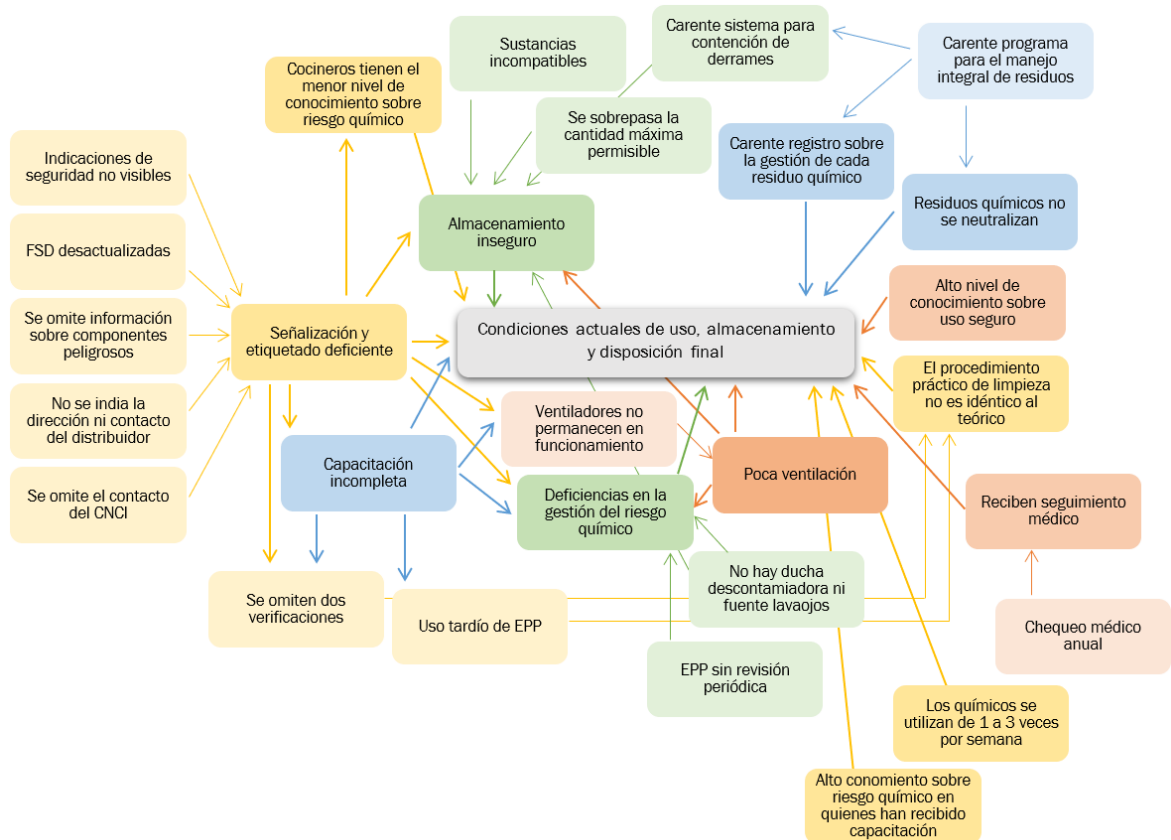 Sustancias
incompatibles
Carente sistema para
contención de
derrames
Carente programa
para el manejo
integral de residuos
Cocineros tienen el
menor nivel de
conocimiento sobre
riesgo químico
Se sobrepasa la
cantidad máxima
permisible
Carente registro sobre
la gestión de cada
residuo químico
Indicaciones de
seguridad no visibles
Residuos químicos no
se neutralizan
Almacenamiento
inseguro
FSD desactualizadas
Alto nivel de
conocimiento sobre
uso seguro
Señalización y
etiquetado deficiente
Condiciones actuales de uso, almacenamiento
y disposición final
Se omite información
sobre componentes
peligrosos
El procedimiento
práctico de limpieza
no es idéntico al
teórico
No se india la
dirección ni contacto
del distribuidor
Ventiladores no
permanecen en
funcionamiento
Capacitación
incompleta
Poca ventilación
Se omite el contacto
del CNCI
Deficiencias en la
gestión del riesgo
químico
Reciben seguimiento
médico
Se omiten dos
verificaciones
Uso tardío de EPP
No hay ducha
descontamiadora ni
fuente lavaojos
Chequeo médico
anual
EPP sin revisión
periódica
Los químicos se
utilizan de 1 a 3 veces
por semana
Alto conomiento sobre
riesgo químico en
quienes han recibido
capacitación